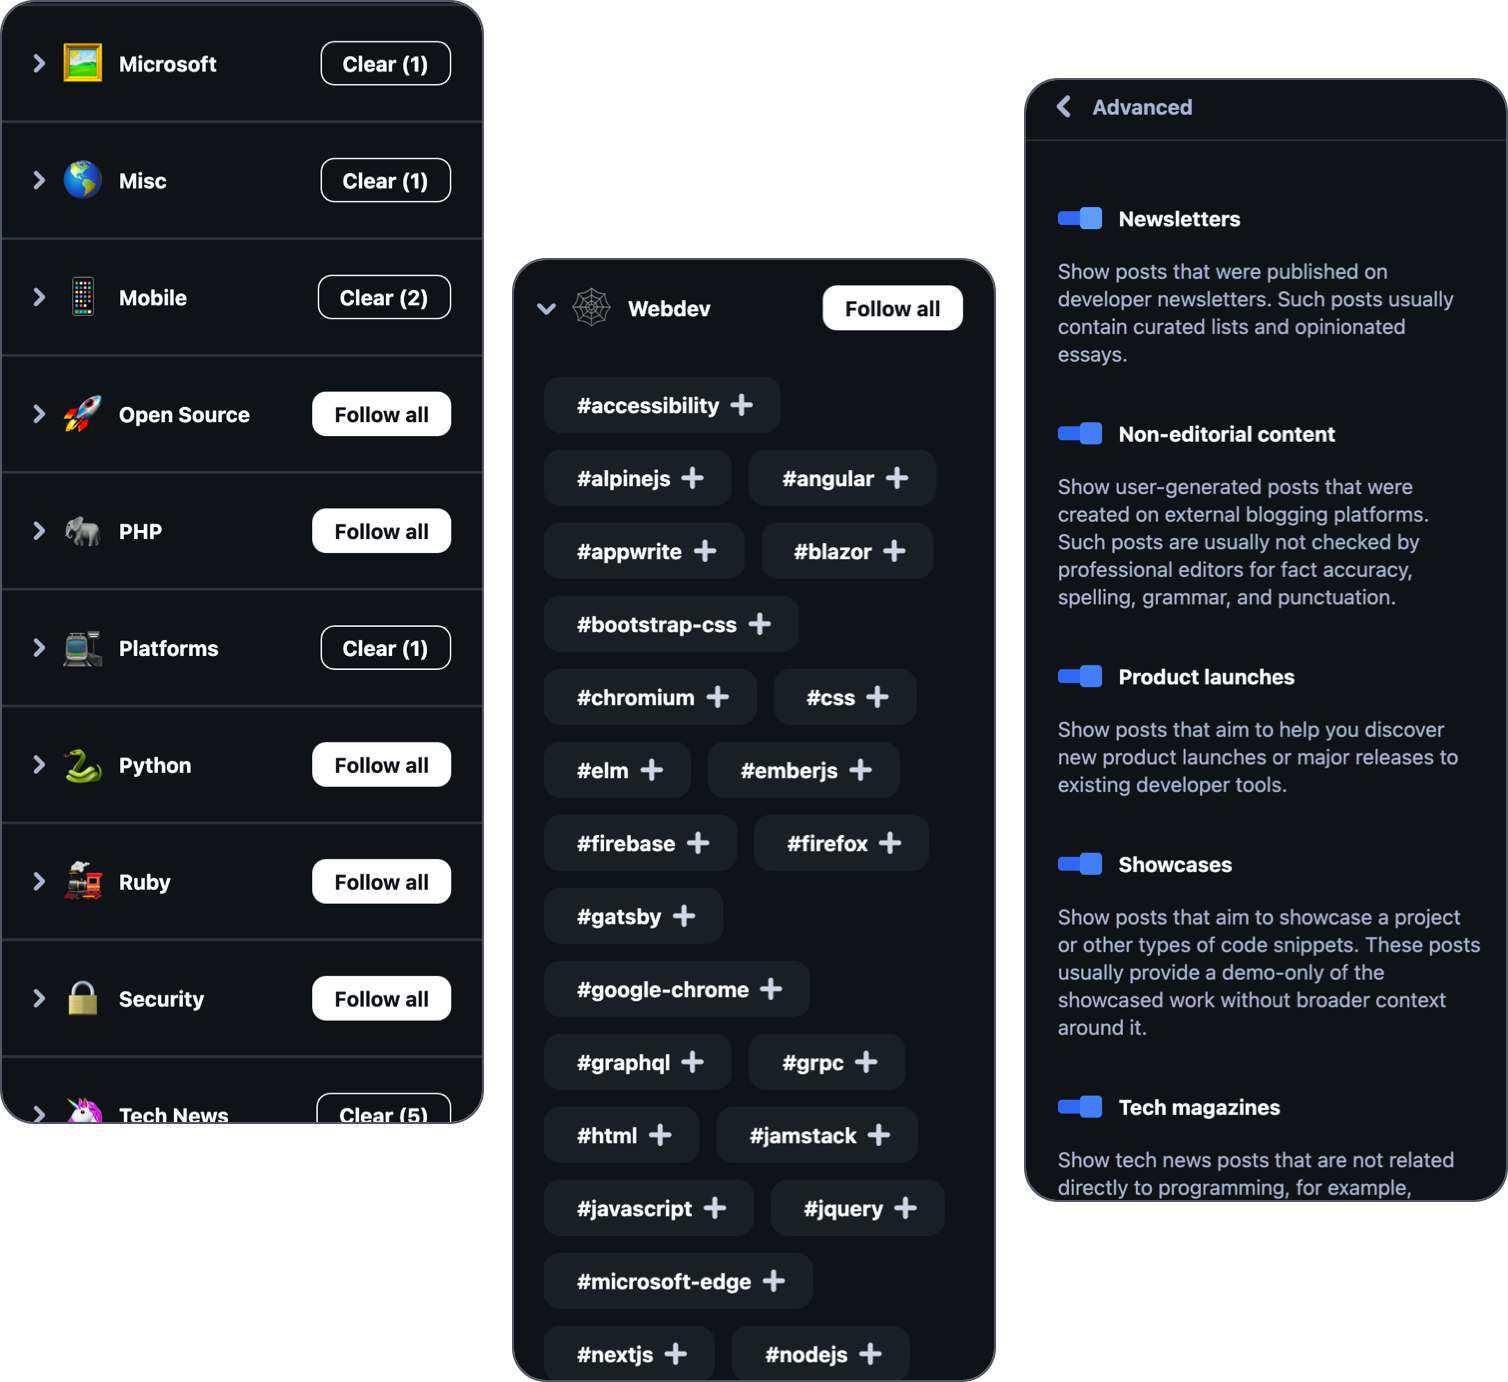 Microsoft Clear (1)
Misc Clear (1)
Mobile Clear (2)
Open Source Follow all
PHP Follow all
Platforms Clear (1)
Python Follow all
Ruby Follow all
Security Follow all
Tech News Clear (5)
Webdev Follow all
#accessibility +
#alpinejs + #angular +
#appwrite + #blazor +
#bootstrap-css +
#chromium + #css +
#elm + #emberjs +
#firebase + #firefox +
#gatsby +
#google-chrome +
#graphql + #grpc +
#html + #jamstack +
#javascript + #jquery +
#microsoft-edge +
#nextjs + #nodejs +
Advanced
Newsletters
Show posts that were published on
developer newsletters. Such posts usually
contain curated lists and opinionated
essays.
Non-editorial content
Show user-generated posts that were
created on external blogging platforms.
Such posts are usually not checked by
professional editors for fact accuracy,
spelling, grammar, and punctuation.
Product launches
Show posts that aim to help you discover
new product launches or major releases to
existing developer tools.
Showcases
Show posts that aim to showcase a project
or other types of code snippets. These posts
usually provide a demo-only of the
showcased work without broader context
around it.
Tech magazines
Show tech news posts that are not related
directly to programming, for example,